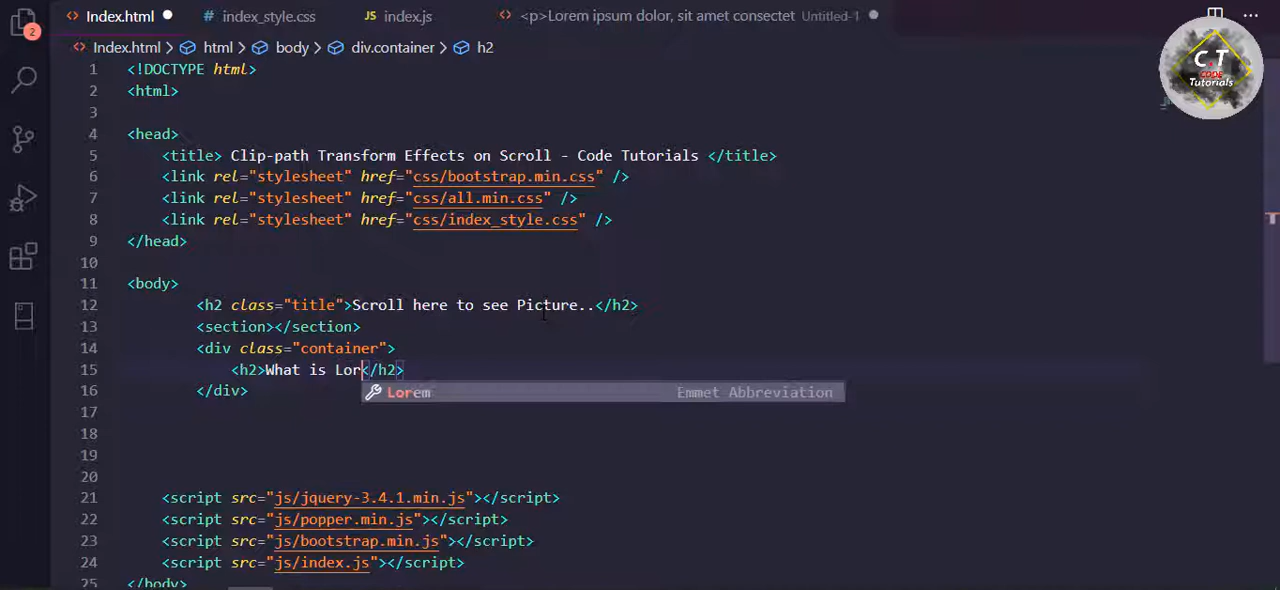 Index.html index_style.css JS index.js <p>Lorem ipsum dolor, sit amet consectet Untitled-1 ...
Index.html > html > body > div.container > h2
C.T
CODE
Tutorials
2
1 <!DOCTYPE html>
2 <html>
3
4 <head>
5 <title> Clip-path Transform Effects on Scroll - Code Tutorials </title>
6 <link rel="stylesheet" href="css/bootstrap.min.css" />
7 <link rel="stylesheet" href="css/all.min.css" />
8 <link rel="stylesheet" href="css/index_style.css" />
9 </head>
10
11 <body>
12 <h2 class="title">Scroll here to see Picture..</h2>
13 <section></section>
14 <div class="container">
15 <h2>What is Lor</h2>
Lorem Emmet Abbreviation
16 </div>
17
18
19
20
21 <script src="js/jquery-3.4.1.min.js"></script>
22 <script src="js/popper.min.js"></script>
23 <script src="js/bootstrap.min.js"></script>
24 <script src="js/index.js"></script>
25 </body>